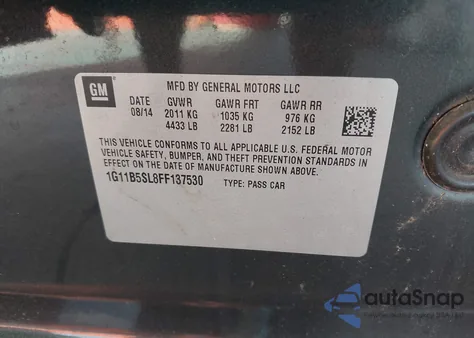 GM
MFD BY GENERAL MOTORS LLC
DATE GVWR GAWR FRT GAWR RR
08/14 2011 KG 1035 KG 976 KG
4433 LB 2281 LB 2152 LB
THIS VEHICLE CONFORMS TO ALL APPLICABLE U.S. FEDERAL MOTOR
VEHICLE SAFETY, BUMPER, AND THEFT PREVENTION STANDARDS IN
EFFECT ON THE DATE OF MANUFACTURE SHOWN ABOVE.
1G11B5SL8FF137530 TYPE: PASS CAR
autoSnap